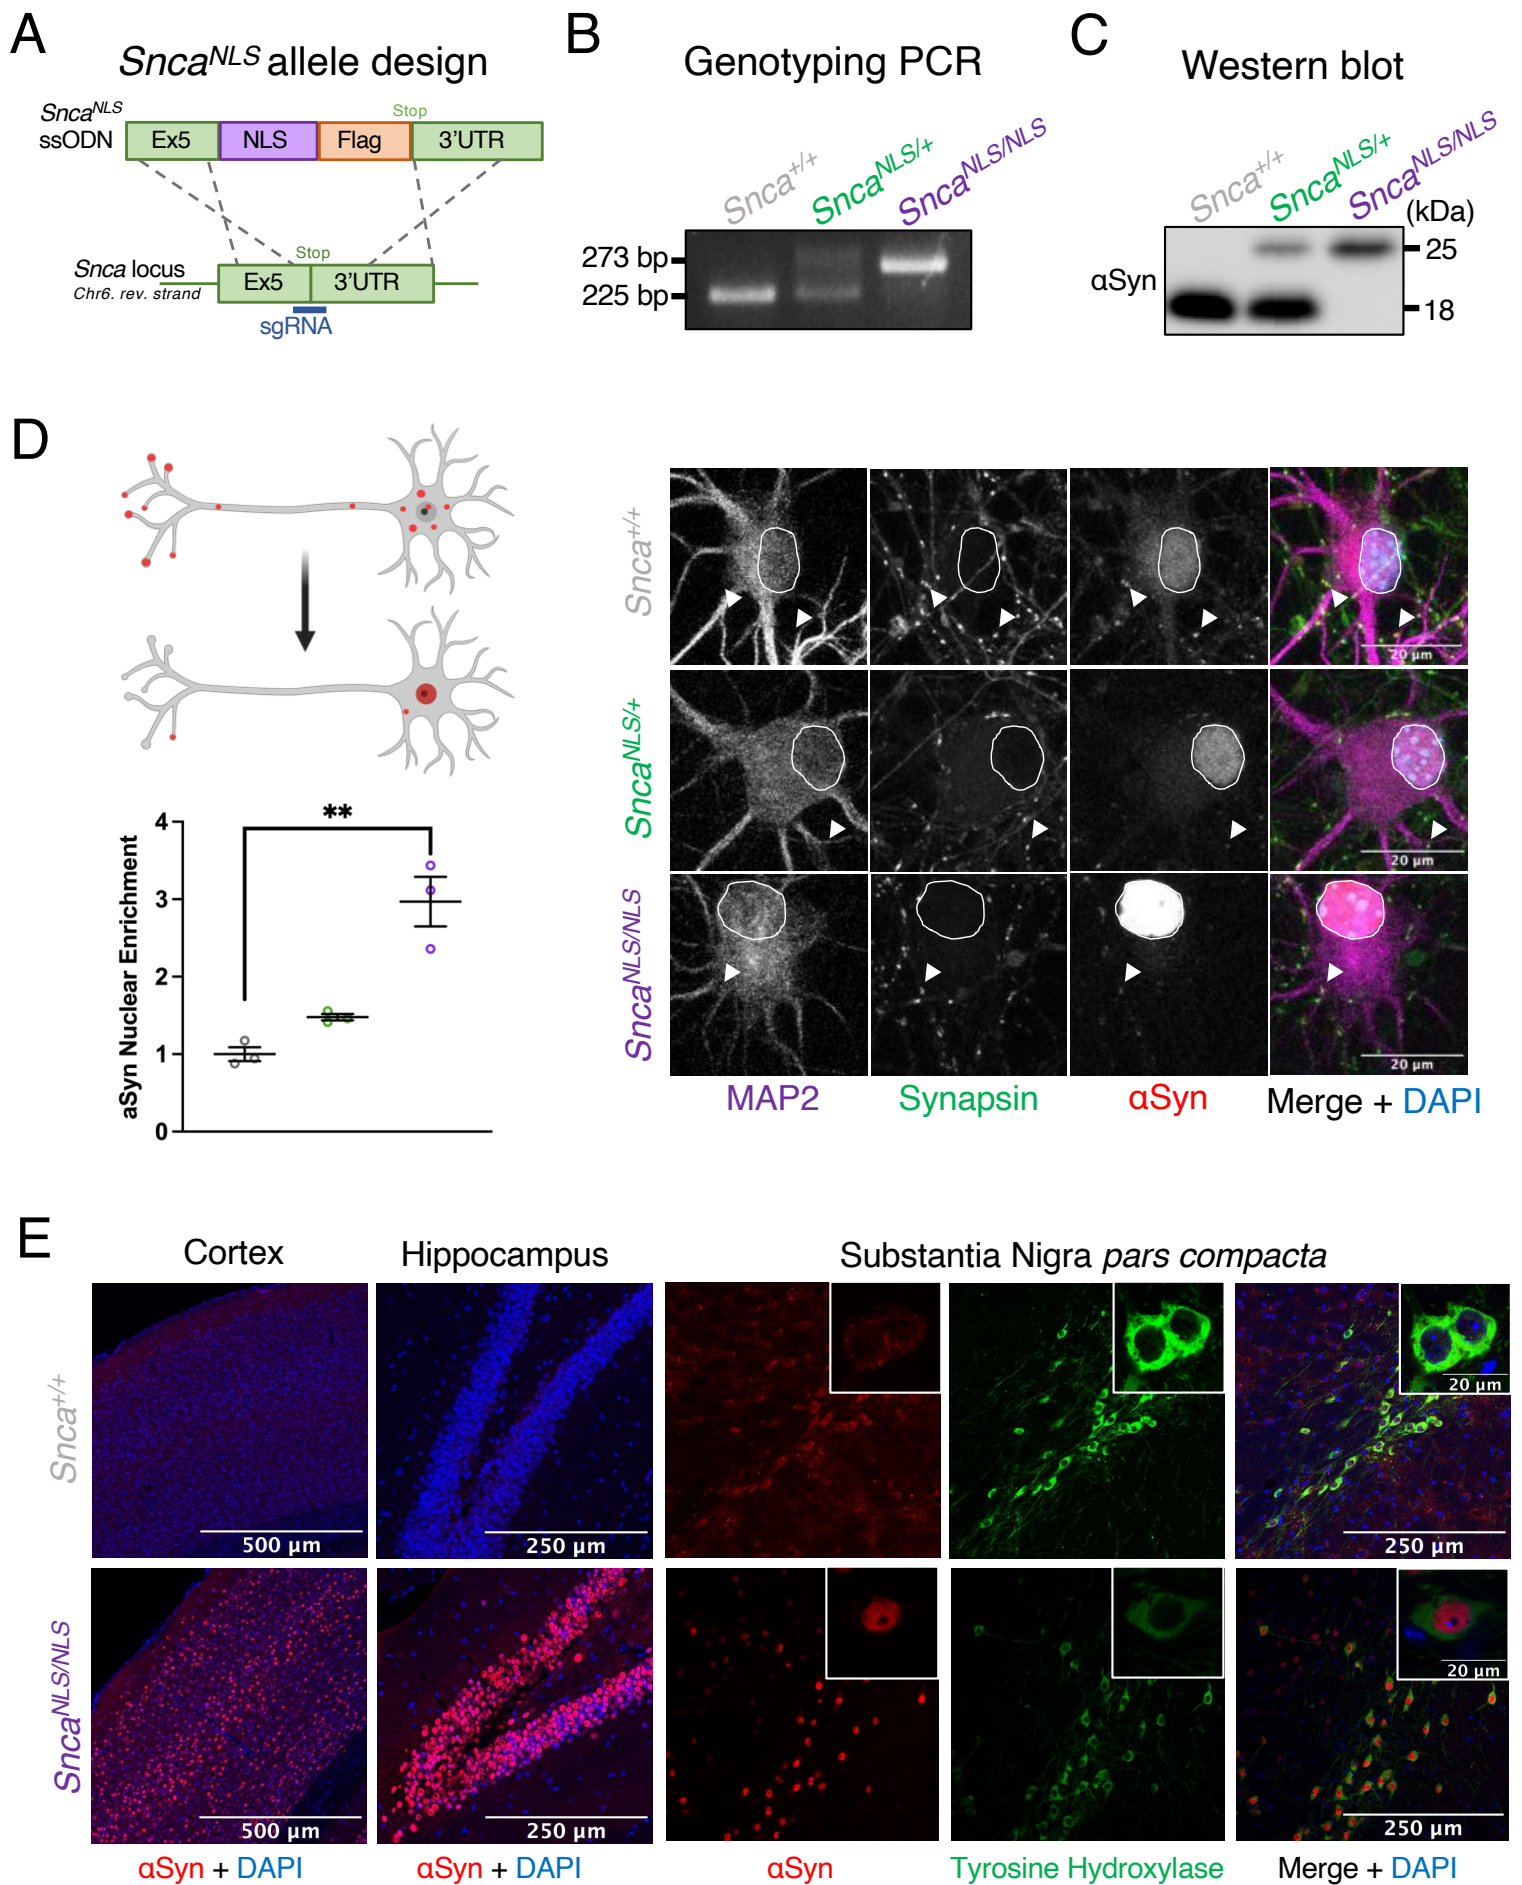 A
Snca^NLS allele design
Snca^NLS
ssODN
Stop
Ex5
NLS
Flag
3’UTR
Stop
Snca locus
Chr6. rev. strand
Ex5
3’UTR
sgRNA
B
Genotyping PCR
Snca^+/+
Snca^NLS/+
Snca^NLS/NLS
273 bp
225 bp
C
Western blot
Snca^+/+
Snca^NLS/+
Snca^NLS/NLS
(kDa)
αSyn
25
18
D
aSyn Nuclear Enrichment
4
3
2
1
0
**
Snca^+/+
20 µm
Snca^NLS/+
20 µm
Snca^NLS/NLS
20 µm
MAP2
Synapsin
αSyn
Merge + DAPI
E
Cortex
Hippocampus
Substantia Nigra pars compacta
Snca^+/+
500 µm
250 µm
20 µm
250 µm
Snca^NLS/NLS
500 µm
250 µm
20 µm
250 µm
αSyn + DAPI
αSyn + DAPI
αSyn
Tyrosine Hydroxylase
Merge + DAPI